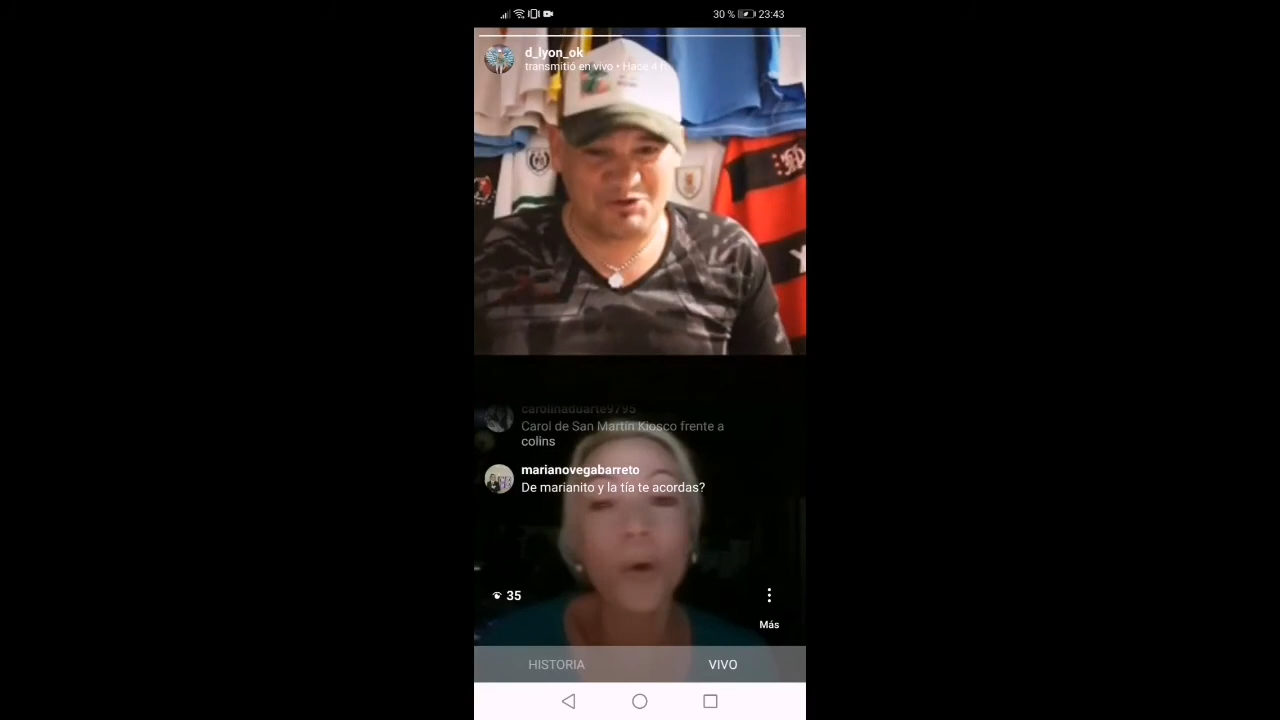 30 % 23:43
d_lyon_ok
transmitió en vivo • Hace 4 h
carolinaduarte9795
Carol de San Martín Kiosco frente a
colins
marianovegabarreto
De marianito y la tía te acordas?
35
Más
HISTORIA
VIVO